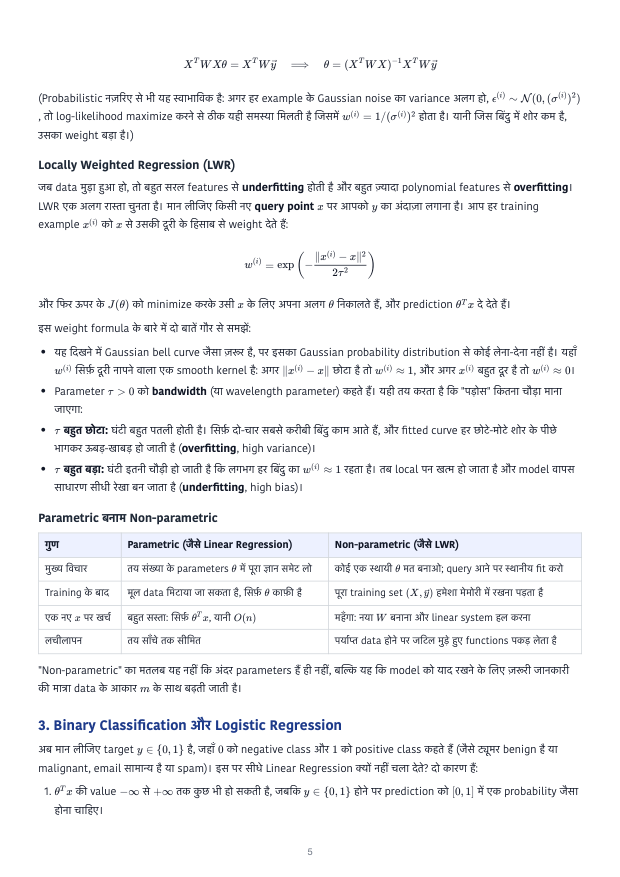 X^T W X θ = X^T W y⃗ ⟹ θ = (X^T W X)^{-1} X^T W y⃗
(Probabilistic नज़रिए से भी यह स्वाभाविक है: अगर हर example के Gaussian noise का variance अलग हो, ϵ^{(i)} ∼ 𝒩(0, (σ^{(i)})^2)
, तो log-likelihood maximize करने से ठीक यही समस्या मिलती है जिसमें w^{(i)} = 1/(σ^{(i)})^2 होता है। यानी जिस बिंदु में शोर कम है,
उसका weight बड़ा है।)
Locally Weighted Regression (LWR)
जब data मुड़ा हुआ हो, तो बहुत सरल features से underfitting होती है और बहुत ज़्यादा polynomial features से overfitting।
LWR एक अलग रास्ता चुनता है। मान लीजिए किसी नए query point x पर आपको y का अंदाज़ा लगाना है। आप हर training
example x^{(i)} को x से उसकी दूरी के हिसाब से weight देते हैं:
w^{(i)} = exp(−‖x^{(i)} − x‖^2 / 2τ^2)
और फिर ऊपर के J(θ) को minimize करके उसी x के लिए अपना अलग θ निकालते हैं, और prediction θ^T x दे देते हैं।
इस weight formula के बारे में दो बातें गौर से समझें:
• यह दिखने में Gaussian bell curve जैसा ज़रूर है, पर इसका Gaussian probability distribution से कोई लेना-देना नहीं है। यहाँ
w^{(i)} सिर्फ़ दूरी नापने वाला एक smooth kernel है: अगर ‖x^{(i)} − x‖ छोटा है तो w^{(i)} ≈ 1, और अगर x^{(i)} बहुत दूर है तो w^{(i)} ≈ 0।
• Parameter τ > 0 को bandwidth (या wavelength parameter) कहते हैं। यही तय करता है कि "पड़ोस" कितना चौड़ा माना
जाएगा:
• τ बहुत छोटा: घंटी बहुत पतली होती है। सिर्फ़ दो-चार सबसे करीबी बिंदु काम आते हैं, और fitted curve हर छोटे-मोटे शोर के पीछे
भागकर ऊबड़-खाबड़ हो जाती है (overfitting, high variance)।
• τ बहुत बड़ा: घंटी इतनी चौड़ी हो जाती है कि लगभग हर बिंदु का w^{(i)} ≈ 1 रहता है। तब local पन खत्म हो जाता है और model वापस
साधारण सीधी रेखा बन जाता है (underfitting, high bias)।
Parametric बनाम Non-parametric
गुण Parametric (जैसे Linear Regression) Non-parametric (जैसे LWR)
मुख्य विचार तय संख्या के parameters θ में पूरा ज्ञान समेट लो कोई एक स्थायी θ मत बनाओ; query आने पर स्थानीय fit करो
Training के बाद मूल data मिटाया जा सकता है, सिर्फ़ θ काफ़ी है पूरा training set (X, y⃗) हमेशा मेमोरी में रखना पड़ता है
एक नए x पर खर्च बहुत सस्ता: सिर्फ़ θ^T x, यानी O(n) महँगा: नया W बनाना और linear system हल करना
लचीलापन तय साँचे तक सीमित पर्याप्त data होने पर जटिल मुड़े हुए functions पकड़ लेता है
"Non-parametric" का मतलब यह नहीं कि अंदर parameters हैं ही नहीं, बल्कि यह कि model को याद रखने के लिए ज़रूरी जानकारी
की मात्रा data के आकार m के साथ बढ़ती जाती है।
3. Binary Classification और Logistic Regression
अब मान लीजिए target y ∈ {0, 1} है, जहाँ 0 को negative class और 1 को positive class कहते हैं (जैसे ट्यूमर benign है या
malignant, email सामान्य है या spam)। इस पर सीधे Linear Regression क्यों नहीं चला देते? दो कारण हैं:
1. θ^T x की value −∞ से +∞ तक कुछ भी हो सकती है, जबकि y ∈ {0, 1} होने पर prediction को [0, 1] में एक probability जैसा
होना चाहिए।
5